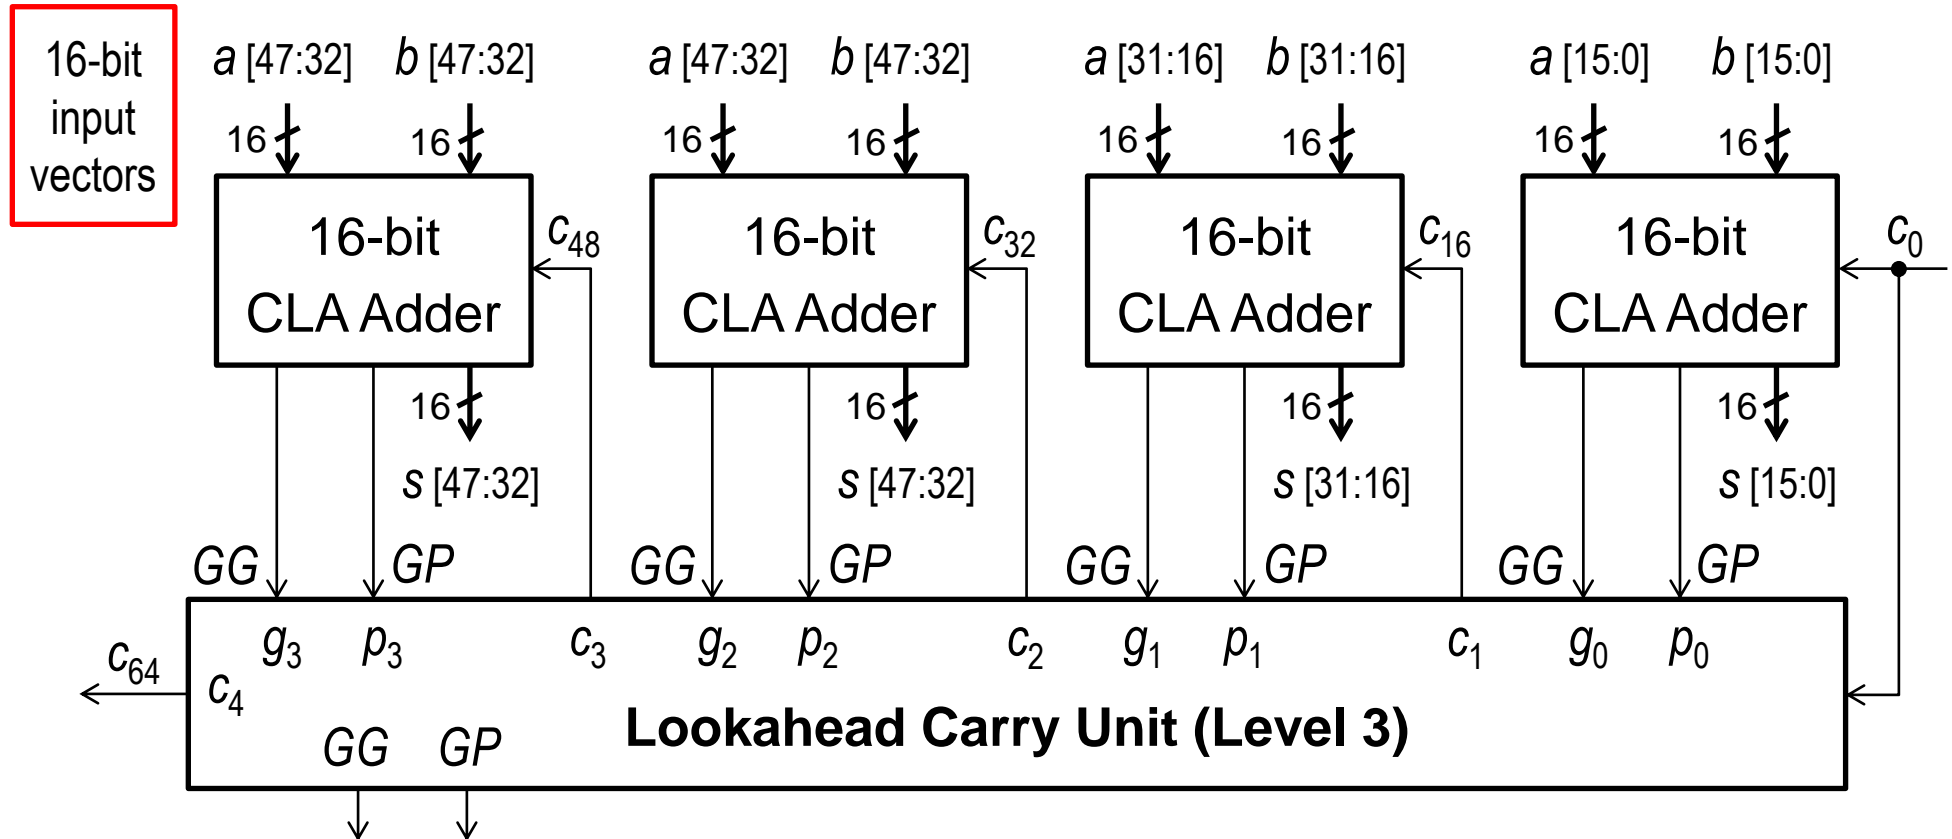 16-bit
input
vectors
a [47:32] b [47:32] a [47:32] b [47:32] a [31:16] b [31:16] a [15:0] b [15:0]
16 16 16 16 16 16 16 16
16-bit c48 16-bit c32 16-bit c16 16-bit c0
CLA Adder CLA Adder CLA Adder CLA Adder
16 16 16 16
s [47:32] s [47:32] s [31:16] s [15:0]
GG GP GG GP GG GP GG GP
g3 p3 c3 g2 p2 c2 g1 p1 c1 g0 p0
c64
c4
Lookahead Carry Unit (Level 3)
GG GP